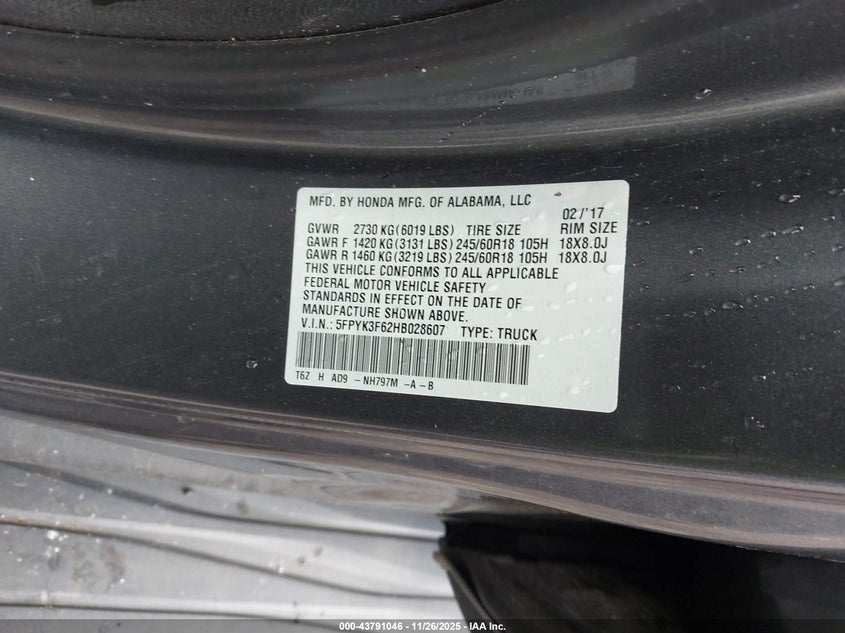 MFD. BY HONDA MFG. OF ALABAMA, LLC
02/'17
GVWR 2730 KG(6019 LBS) TIRE SIZE RIM SIZE
GAWR F 1420 KG(3131 LBS) 245/60R18 105H 18X8.0J
GAWR R 1460 KG(3219 LBS) 245/60R18 105H 18X8.0J
THIS VEHICLE CONFORMS TO ALL APPLICABLE
FEDERAL MOTOR VEHICLE SAFETY
STANDARDS IN EFFECT ON THE DATE OF
MANUFACTURE SHOWN ABOVE.
V.I.N.: 5FPYK3F62HB028607 TYPE: TRUCK
T6Z H AD9 -NH797M -A-B
000-43791046 - 11/26/2025 - IAA Inc.